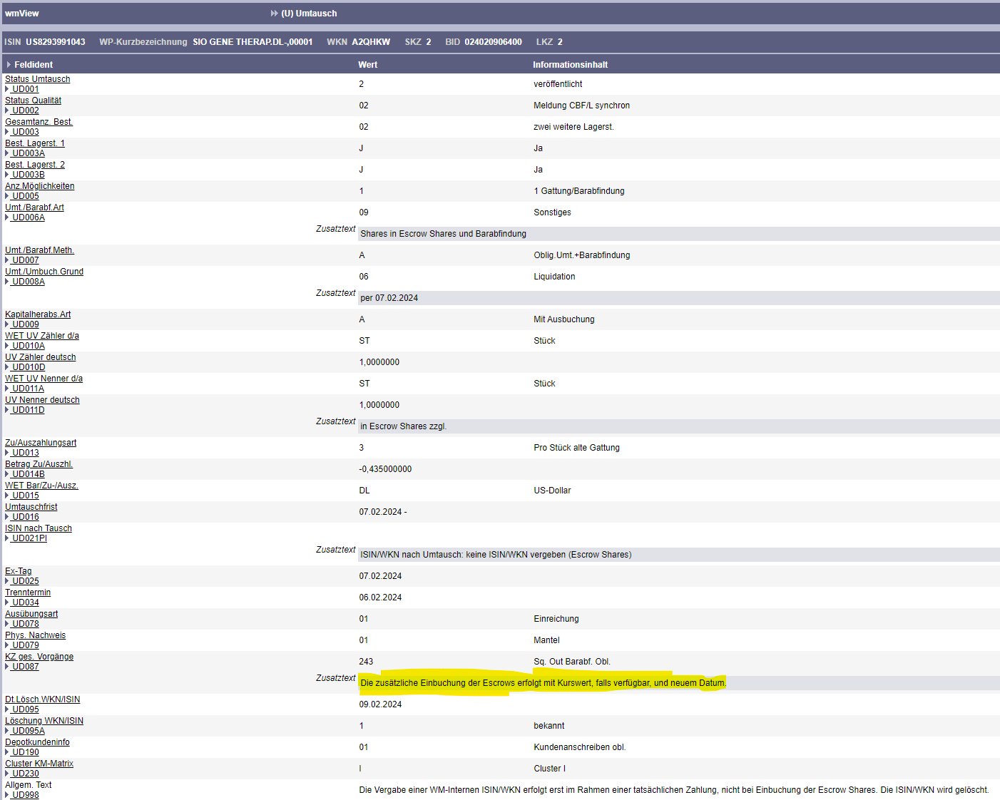 wmView (U) Umtausch
ISIN US8293991043 WP-Kurzbezeichnung SIO GENE THERAP.DL-,00001 WKN A2QHKW SKZ 2 BID 024020906400 LKZ 2
Feldident Wert Informationsinhalt
Status Umtausch
UD001 2 veröffentlicht
Status Qualität
UD002 02 Meldung CBF/L synchron
Gesamtanz. Best.
UD003 02 zwei weitere Lagerst.
Best. Lagerst. 1
UD003A J Ja
Best. Lagerst. 2
UD003B J Ja
Anz.Möglichkeiten
UD005 1 1 Gattung/Barabfindung
Umt./Barabf.Art
UD006A 09 Sonstiges
Zusatztext Shares in Escrow Shares und Barabfindung
Umt./Barabf.Meth.
UD007 A Oblig.Umt.+Barabfindung
Umt./Umbuch.Grund
UD008A 06 Liquidation
Zusatztext per 07.02.2024
Kapitalherabs.Art
UD009 A Mit Ausbuchung
WET UV Zähler d/a
UD010A ST Stück
UV Zähler deutsch
UD010D 1,0000000
WET UV Nenner d/a
UD011A ST Stück
UV Nenner deutsch
UD011D 1,0000000
Zusatztext in Escrow Shares zzgl.
Zu/Auszahlungsart
UD013 3 Pro Stück alte Gattung
Betrag Zu/Auszhl.
UD014B -0,435000000
WET Bar/Zu-/Ausz.
UD015 DL US-Dollar
Umtauschfrist
UD016 07.02.2024 -
ISIN nach Tausch
UD021PI
Zusatztext ISIN/WKN nach Umtausch: keine ISIN/WKN vergeben (Escrow Shares)
Ex-Tag
UD025 07.02.2024
Trenntermin
UD034 06.02.2024
Ausübungsart
UD078 01 Einreichung
Phys. Nachweis
UD079 01 Mantel
KZ ges. Vorgänge
UD087 243 Sq. Out Barabf. Obl.
Zusatztext Die zusätzliche Einbuchung der Escrows erfolgt mit Kurswert, falls verfügbar, und neuem Datum.
Dt.Lösch.WKN/ISIN
UD095 09.02.2024
Löschung WKN/ISIN
UD095A 1 bekannt
Depotkundeninfo
UD190 01 Kundenanschreiben obl.
Cluster KM-Matrix
UD230 I Cluster I
Allgem. Text
UD998 Die Vergabe einer WM-Internen ISIN/WKN erfolgt erst im Rahmen einer tatsächlichen Zahlung, nicht bei Einbuchung der Escrow Shares. Die ISIN/WKN wird gelöscht.